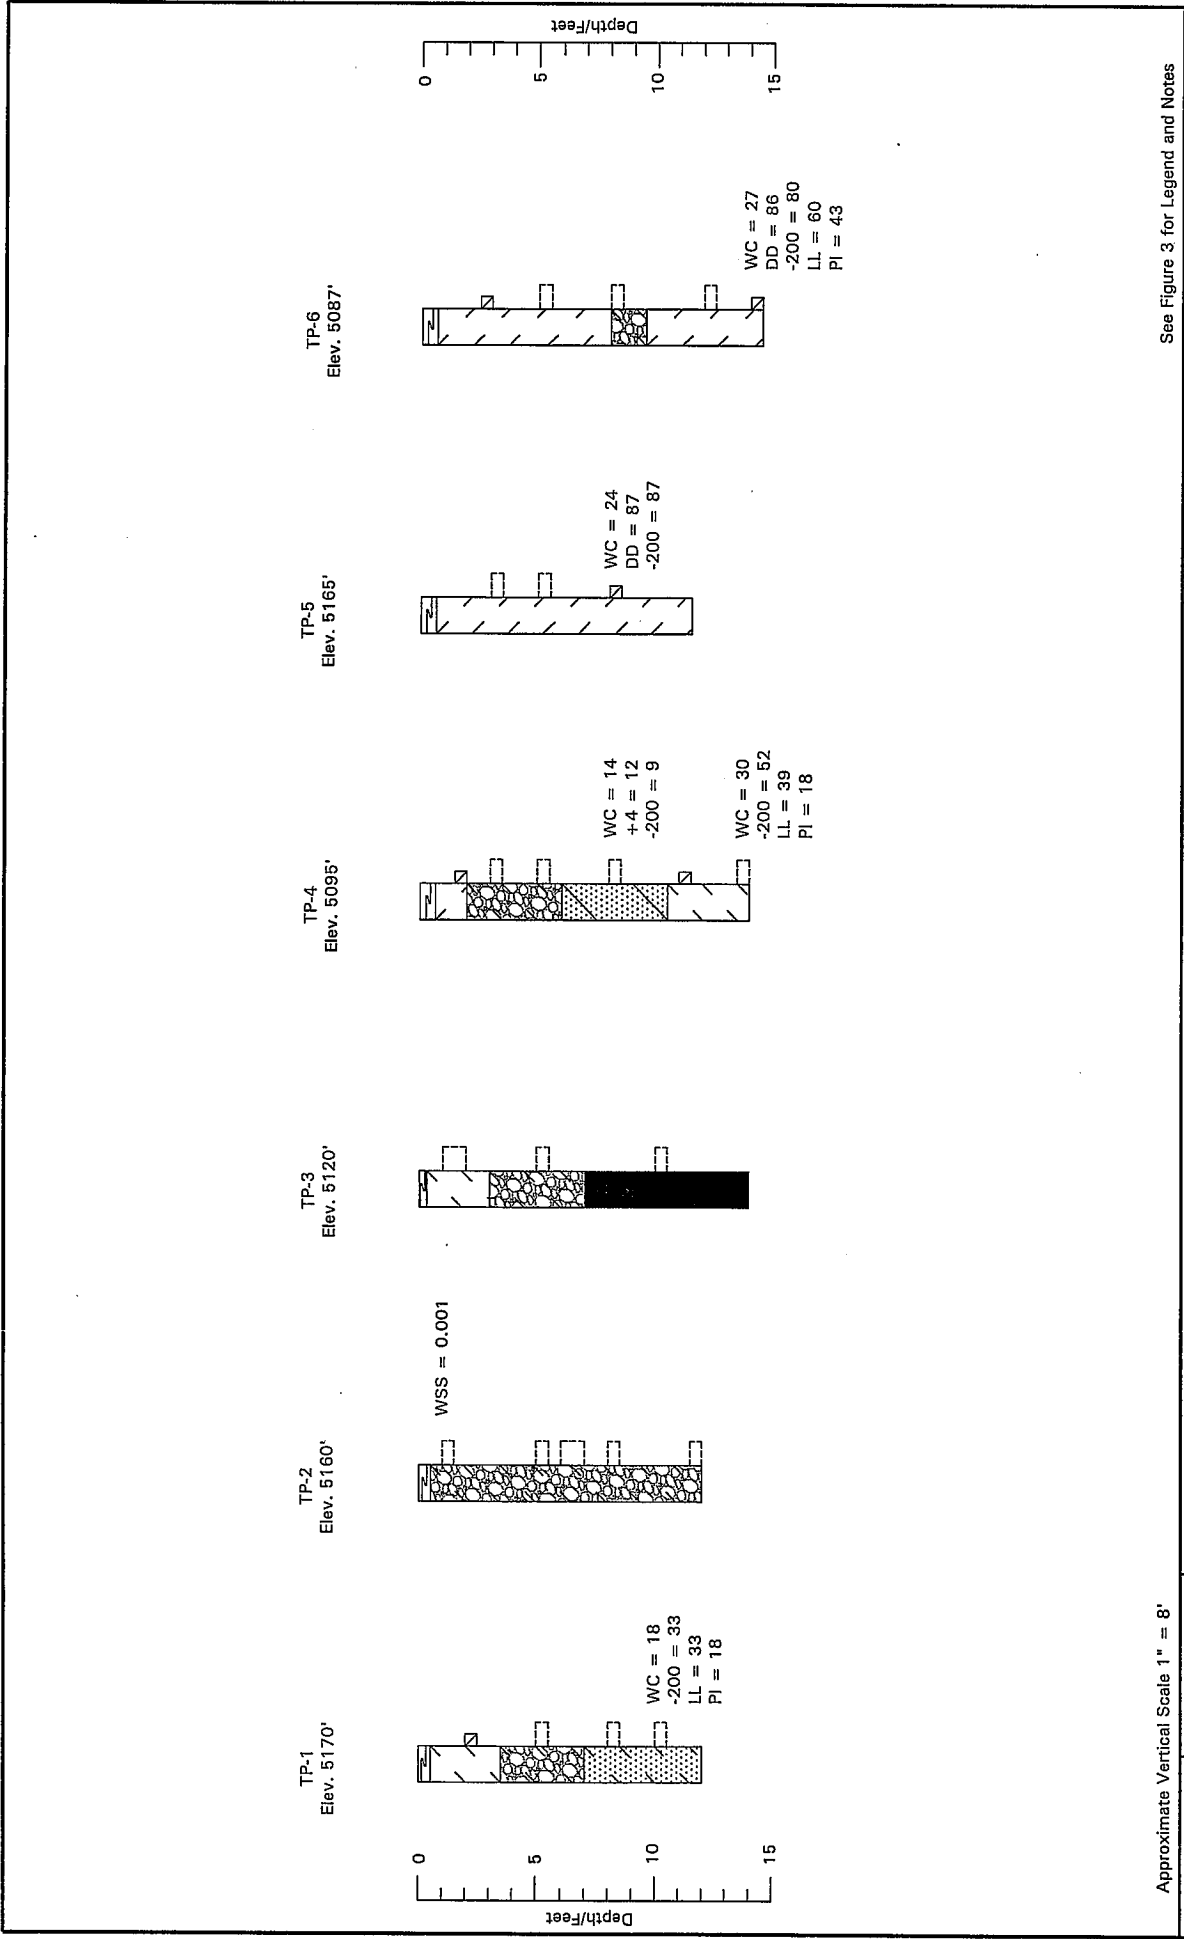 TP-1
Elev. 5170'
TP-2
Elev. 5160'
TP-3
Elev. 5120'
TP-4
Elev. 5095'
TP-5
Elev. 5165'
TP-6
Elev. 5087'
Depth/Feet
0
5
10
15
WC = 18
-200 = 33
LL = 33
PI = 18
WSS = 0.001
WC = 14
+4 = 12
-200 = 9
WC = 30
-200 = 52
LL = 39
PI = 18
WC = 24
DD = 87
-200 = 87
WC = 27
DD = 86
-200 = 80
LL = 60
PI = 43
0
5
10
15
Depth/Feet
Approximate Vertical Scale 1" = 8'
See Figure 3 for Legend and Notes